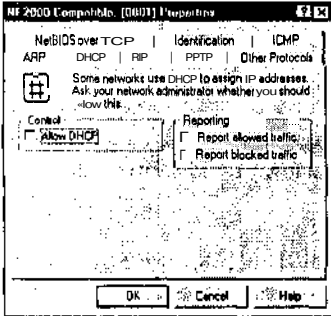 NE 2000 Compatible. [0001] Properties
NetBIOS over TCP Identification ICMP
ARP DHCP RIP PPTP Other Protocols
Some networks use DHCP to assign IP addresses.
Ask your network administrator whether you should
allow this.
Control
Allow DHCP
Reporting
Report allowed traffic
Report blocked traffic
OK Cancel Help